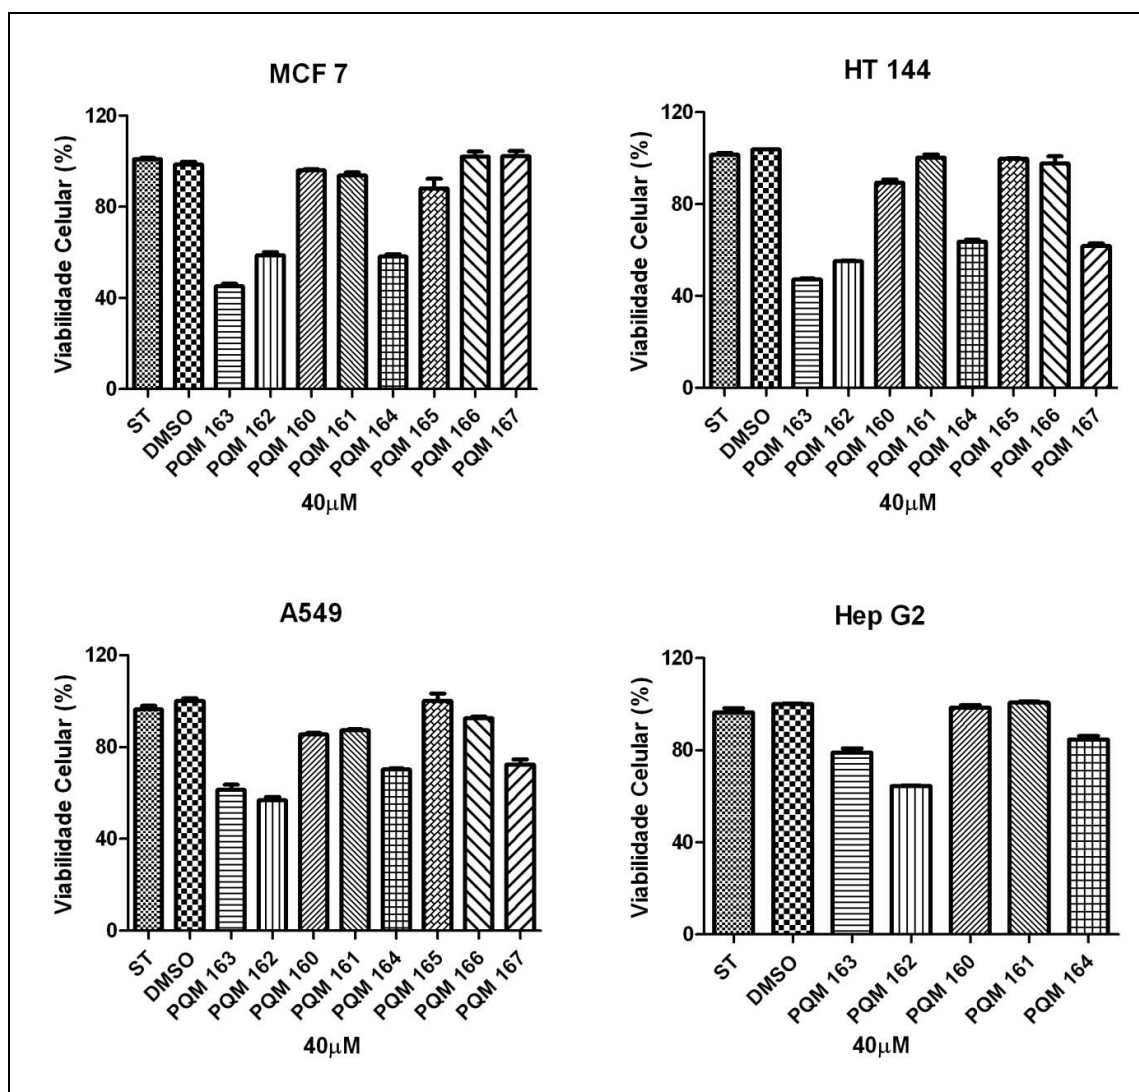 MCF 7
Viabilidade Celular (%)
120
80
40
0
ST
DMSO
PQM 163
PQM 162
PQM 160
PQM 161
PQM 164
PQM 165
PQM 166
PQM 167
40µM
HT 144
Viabilidade Celular (%)
120
80
40
0
ST
DMSO
PQM 163
PQM 162
PQM 160
PQM 161
PQM 164
PQM 165
PQM 166
PQM 167
40µM
A549
Viabilidade Celular (%)
120
80
40
0
ST
DMSO
PQM 163
PQM 162
PQM 160
PQM 161
PQM 164
PQM 165
PQM 166
PQM 167
40µM
Hep G2
Viabilidade Celular (%)
120
80
40
0
ST
DMSO
PQM 163
PQM 162
PQM 160
PQM 161
PQM 164
40µM